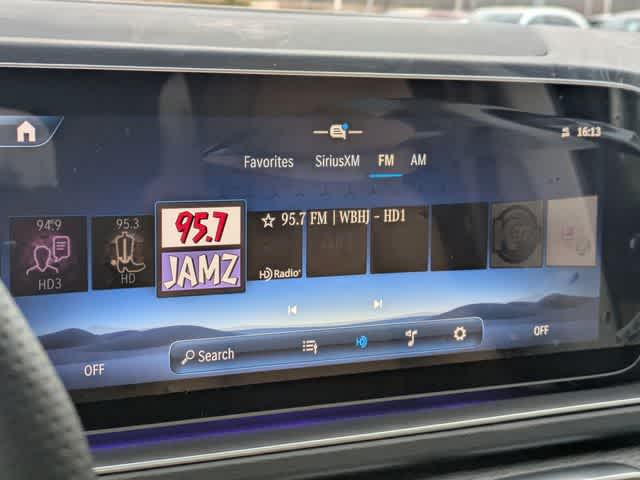 16:13
Favorites SiriusXM FM AM
94.9
HD3
95.3
HD
95.7
JAMZ
95.7 FM | WBHJ - HD1
HD Radio
OFF
Search
OFF